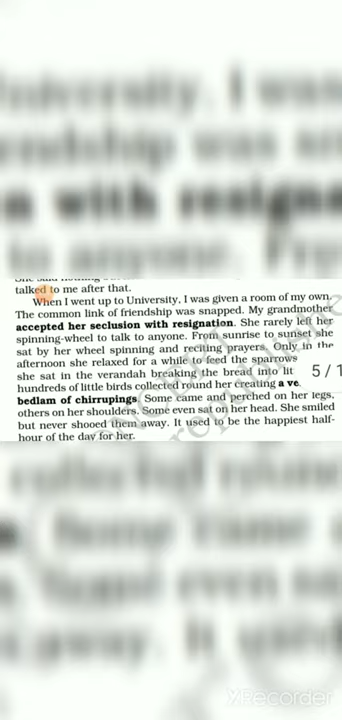 talked to me after that.
When I went up to University, I was given a room of my own.
The common link of friendship was snapped. My grandmother
accepted her seclusion with resignation. She rarely left her
spinning-wheel to talk to anyone. From sunrise to sunset she
sat by her wheel spinning and reciting prayers. Only in the
afternoon she relaxed for a while to feed the sparrows
she sat in the verandah breaking the bread into lit
hundreds of little birds collected round her creating a ve
bedlam of chirrupings. Some came and perched on her legs,
others on her shoulders. Some even sat on her head. She smiled
but never shooed them away. It used to be the happiest half-
hour of the day for her.
5 / 1
Recorder